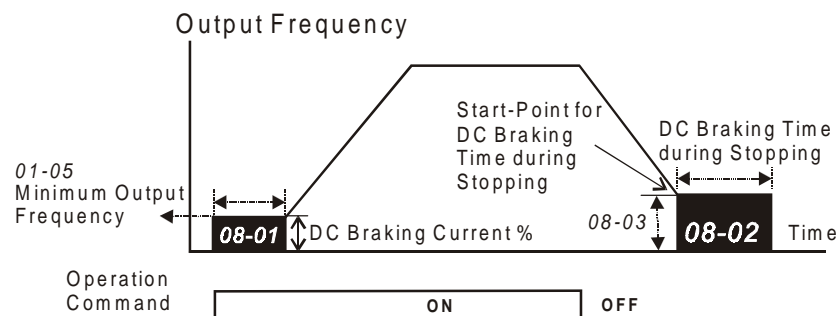 Output Frequency
Start-Point for
DC Braking
Time during
Stopping
DC Braking Time
during Stopping
01-05
Minimum Output
Frequency
08-01
DC Braking Current %
08-03
08-02
Time
Operation
Command
ON
OFF